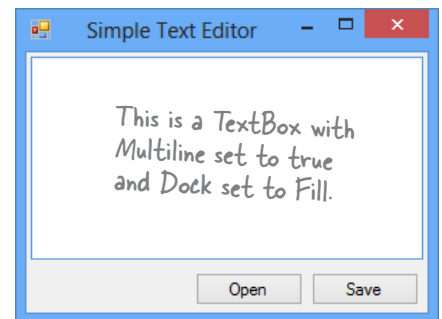 Simple Text Editor
This is a TextBox with
Multiline set to true
and Dock set to Fill.
Open Save